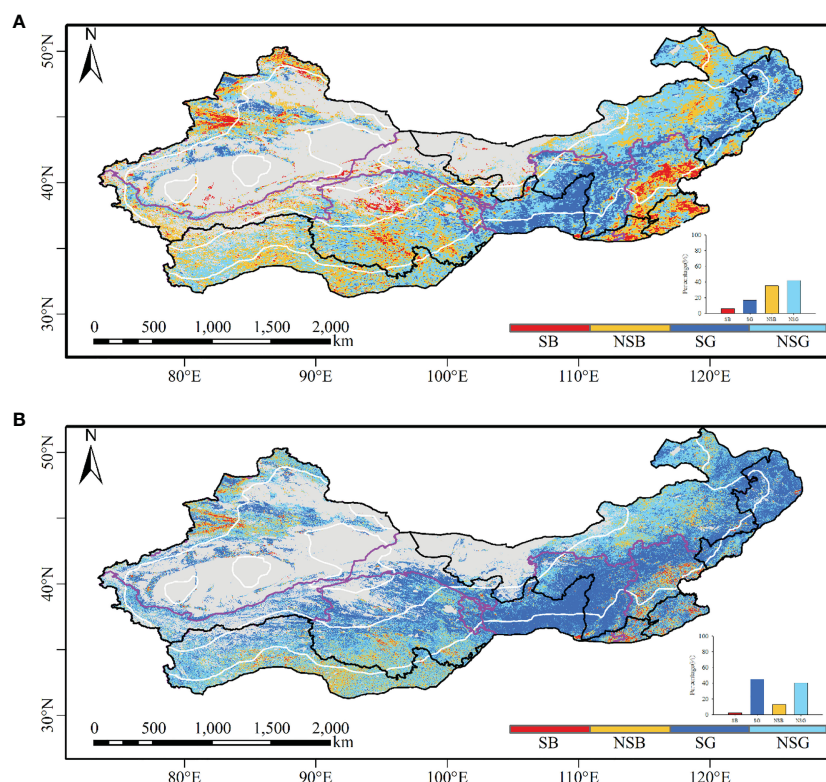 A
N
50°N
40°N
30°N
0 500 1,000 1,500 2,000
km
Percentage(%)
100
80
60
40
20
0
SB SG NSB NSG
SB NSB SG NSG
80°E 90°E 100°E 110°E 120°E
B
N
50°N
40°N
30°N
0 500 1,000 1,500 2,000
km
Percentage(%)
100
80
60
40
20
0
SB SG NSB NSG
SB NSB SG NSG
80°E 90°E 100°E 110°E 120°E